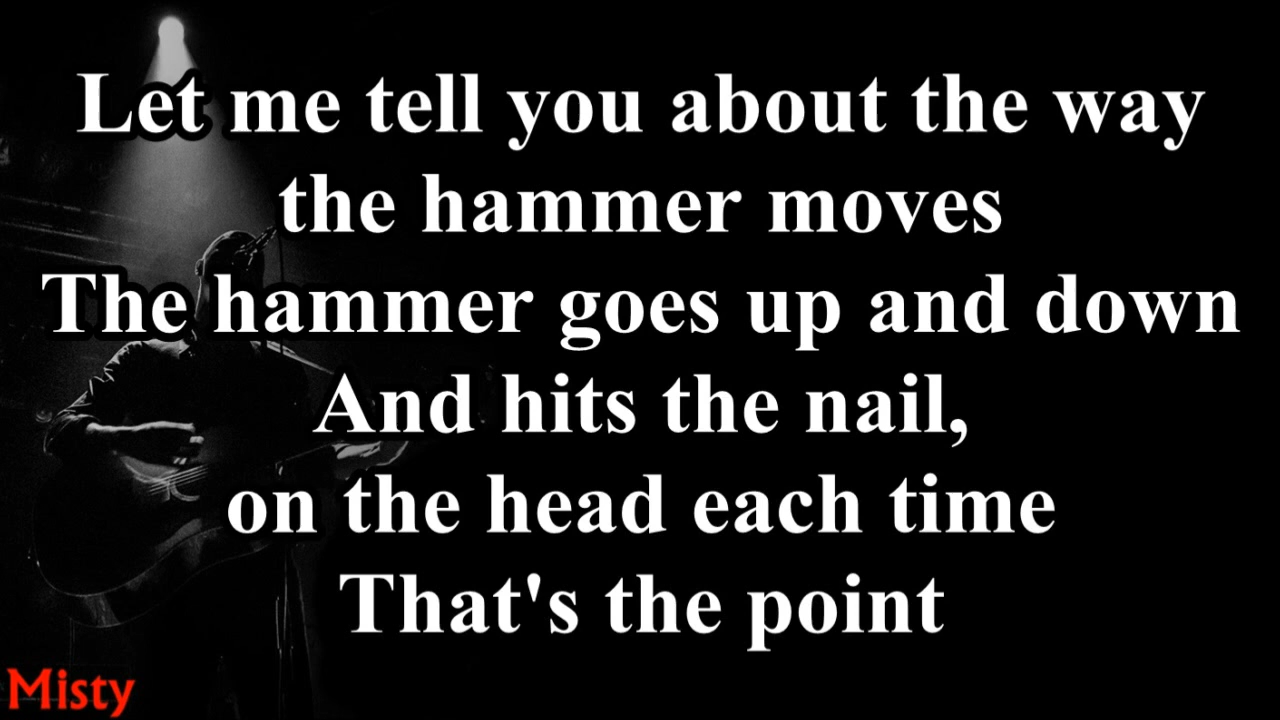 Let me tell you about the way
the hammer moves
The hammer goes up and down
And hits the nail,
on the head each time
That's the point
Misty